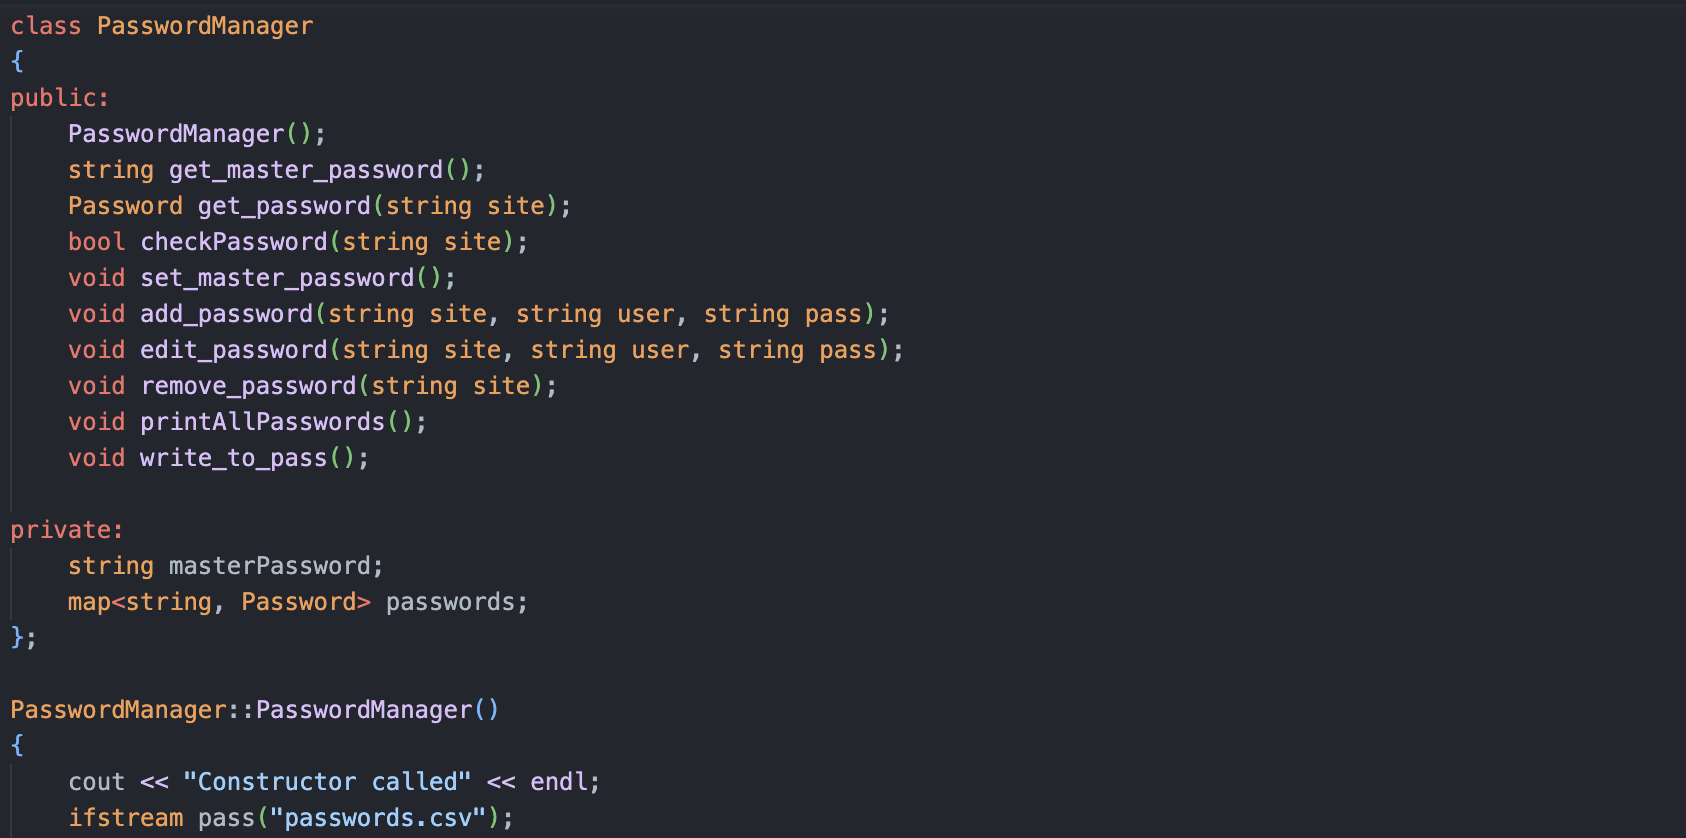 class PasswordManager
{
public:
    PasswordManager();
    string get_master_password();
    Password get_password(string site);
    bool checkPassword(string site);
    void set_master_password();
    void add_password(string site, string user, string pass);
    void edit_password(string site, string user, string pass);
    void remove_password(string site);
    void printAllPasswords();
    void write_to_pass();

private:
    string masterPassword;
    map<string, Password> passwords;
};

PasswordManager::PasswordManager()
{
    cout << "Constructor called" << endl;
    ifstream pass("passwords.csv");